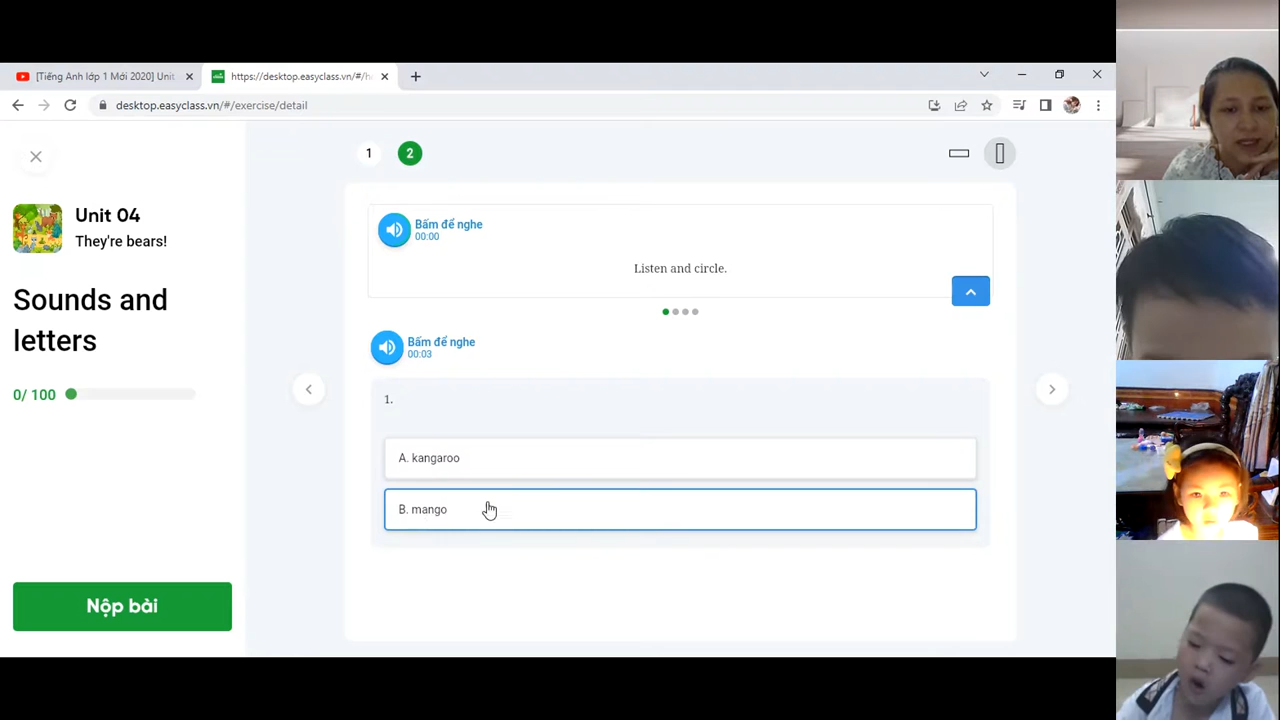 [Tiếng Anh lớp 1 Mới 2020] Unit
https://desktop.easyclass.vn/#/he
desktop.easyclass.vn/#/exercise/detail
1
2
Unit 04
They're bears!
Sounds and
letters
0/ 100
Nộp bài
Bấm để nghe
00:00
Listen and circle.
Bấm để nghe
00:03
1.
A. kangaroo
B. mango